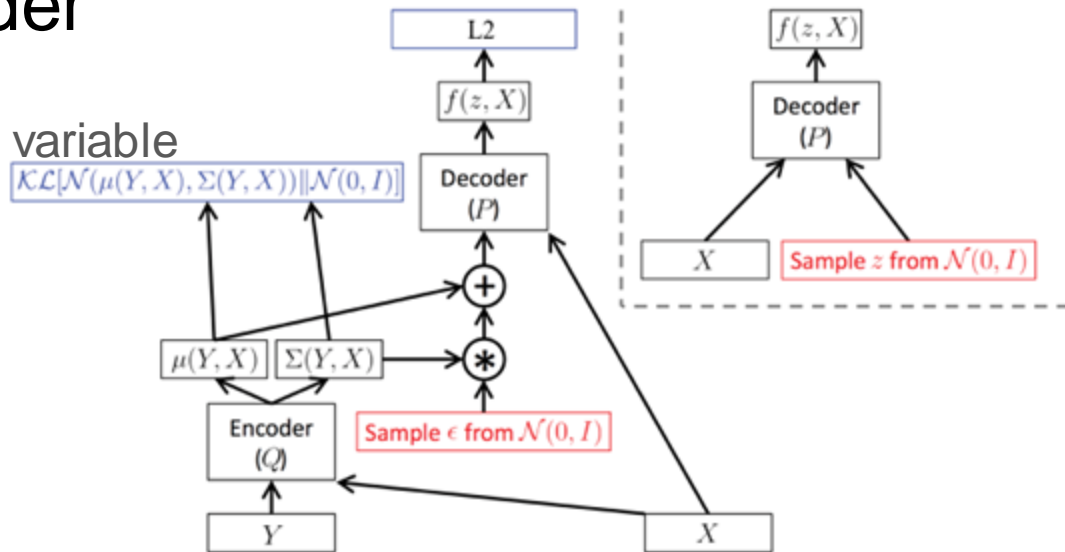 der
variable
L2
f(z, X)
Decoder
(P)
KL[N(μ(Y, X), Σ(Y, X))||N(0, I)]
+
μ(Y, X)
Σ(Y, X)
*
Encoder
(Q)
Sample ϵ from N(0, I)
Y
X
f(z, X)
Decoder
(P)
X
Sample z from N(0, I)